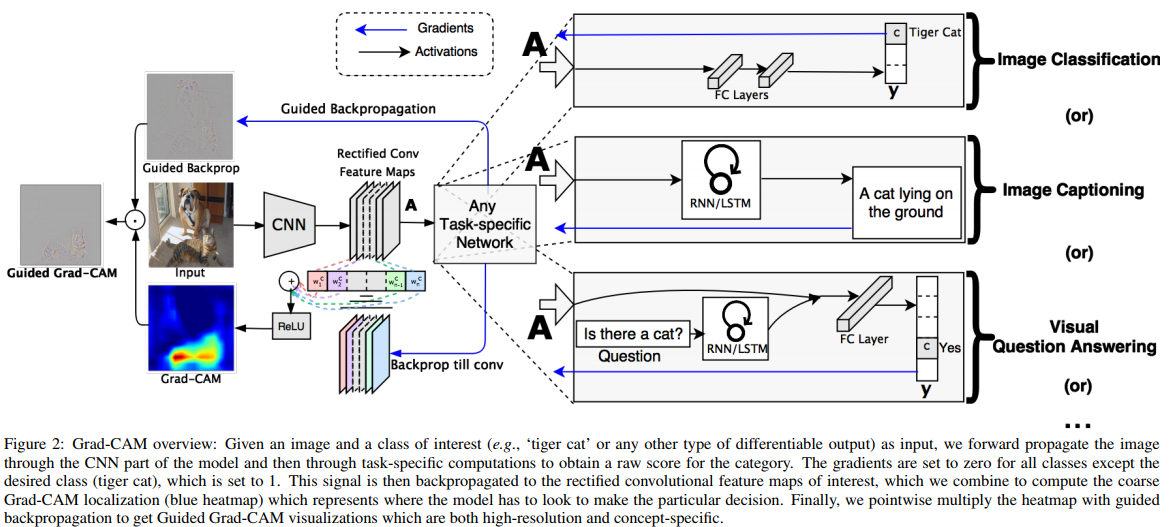 Gradients
Activations
A
c Tiger Cat
FC Layers
y
Image Classification
(or)
Guided Backpropagation
Guided Backprop
Rectified Conv
Feature Maps
A
Input
CNN
Any
Task-specific
Network
Guided Grad-CAM
A
RNN/LSTM
A cat lying on
the ground
Image Captioning
(or)
+
w1^c w2^c wn-1^c wn^c
ReLU
Grad-CAM
Backprop till conv
A
Is there a cat?
Question
RNN/LSTM
FC Layer
c Yes
y
Visual
Question Answering
(or)
...
Figure 2: Grad-CAM overview: Given an image and a class of interest (e.g., ‘tiger cat’ or any other type of differentiable output) as input, we forward propagate the image
through the CNN part of the model and then through task-specific computations to obtain a raw score for the category. The gradients are set to zero for all classes except the
desired class (tiger cat), which is set to 1. This signal is then backpropagated to the rectified convolutional feature maps of interest, which we combine to compute the coarse
Grad-CAM localization (blue heatmap) which represents where the model has to look to make the particular decision. Finally, we pointwise multiply the heatmap with guided
backpropagation to get Guided Grad-CAM visualizations which are both high-resolution and concept-specific.